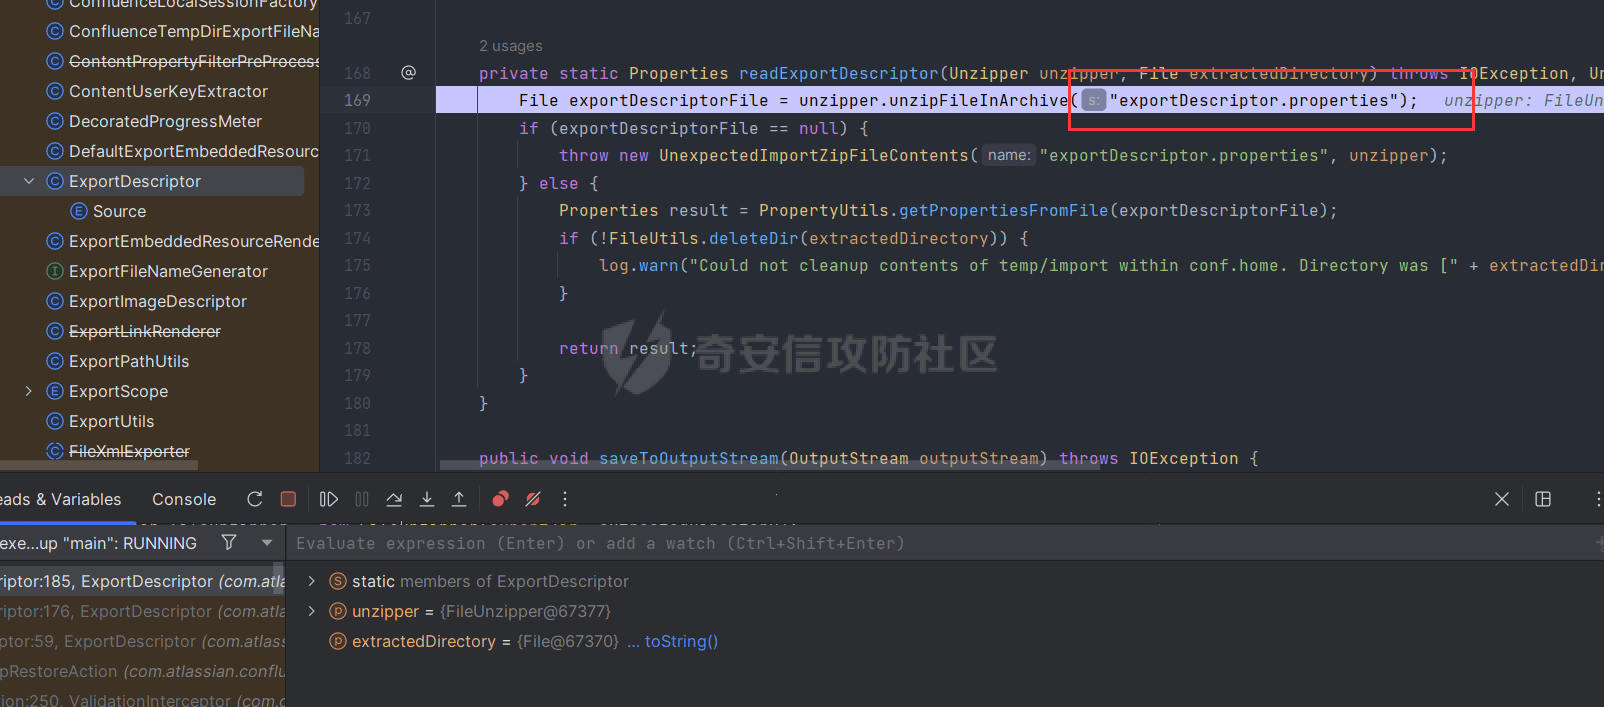 ConfluenceLocalSessionFactory
ConfluenceTempDirExportFileNa
ContentPropertyFilterPreProcess
ContentUserKeyExtractor
DecoratedProgressMeter
DefaultExportEmbeddedResourc
ExportDescriptor
Source
ExportEmbeddedResourceRende
ExportFileNameGenerator
ExportImageDescriptor
ExportLinkRenderer
ExportPathUtils
ExportScope
ExportUtils
FileXmlExporter
167
2 usages
168 private static Properties readExportDescriptor(Unzipper unzipper, File extractedDirectory) throws IOException, Un
169 File exportDescriptorFile = unzipper.unzipFileInArchive( s: "exportDescriptor.properties"); unzipper: FileUn
170 if (exportDescriptorFile == null) {
171 throw new UnexpectedImportZipFileContents( name: "exportDescriptor.properties", unzipper);
172 } else {
173 Properties result = PropertyUtils.getPropertiesFromFile(exportDescriptorFile);
174 if (!FileUtils.deleteDir(extractedDirectory)) {
175 log.warn("Could not cleanup contents of temp/import within conf.home. Directory was [" + extractedDir
176 }
177
178 return result;
179 }
180 }
181
182 public void saveToOutputStream(OutputStream outputStream) throws IOException {
奇安信攻防社区
eads & Variables Console
exe...up "main": RUNNING
Evaluate expression (Enter) or add a watch (Ctrl+Shift+Enter)
riptor:185, ExportDescriptor (com.atla
riptor:176, ExportDescriptor (com.atlas
ptor:59, ExportDescriptor (com.atlass
pRestoreAction (com.atlassian.conflu
ion:250, ValidationInterceptor (com.o
static members of ExportDescriptor
unzipper = {FileUnzipper@67377}
extractedDirectory = {File@67370} ... toString()